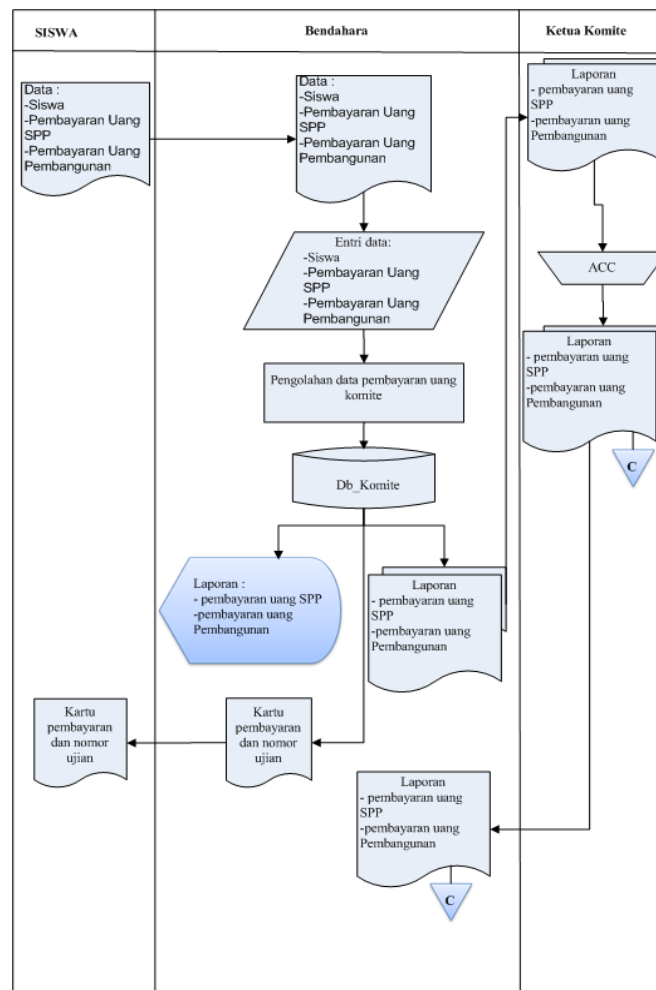 SISWA
Bendahara
Ketua Komite
Data :
-Siswa
-Pembayaran Uang
SPP
-Pembayaran Uang
Pembangunan
Data :
-Siswa
-Pembayaran Uang
SPP
-Pembayaran Uang
Pembangunan
Laporan
- pembayaran uang
SPP
-pembayaran uang
Pembangunan
Entri data:
-Siswa
-Pembayaran Uang
SPP
-Pembayaran Uang
Pembangunan
ACC
Pengolahan data pembayaran uang
komite
Laporan
- pembayaran uang
SPP
-pembayaran uang
Pembangunan
C
Db_Komite
Laporan :
- pembayaran uang SPP
-pembayaran uang
Pembangunan
Laporan
- pembayaran uang
SPP
-pembayaran uang
Pembangunan
Kartu
pembayaran
dan nomor
ujian
Kartu
pembayaran
dan nomor
ujian
Laporan
- pembayaran uang
SPP
-pembayaran uang
Pembangunan
C